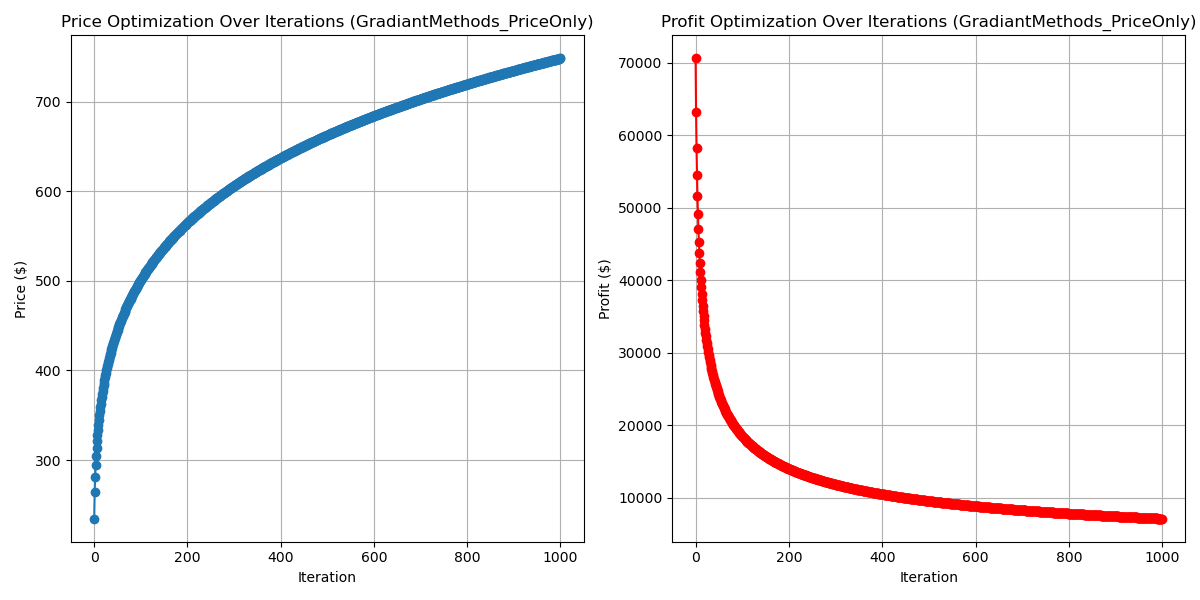 Price Optimization Over Iterations (GradiantMethods_PriceOnly)
Price ($)
700
600
500
400
300
0 200 400 600 800 1000
Iteration
Profit Optimization Over Iterations (GradiantMethods_PriceOnly)
Profit ($)
70000
60000
50000
40000
30000
20000
10000
0 200 400 600 800 1000
Iteration